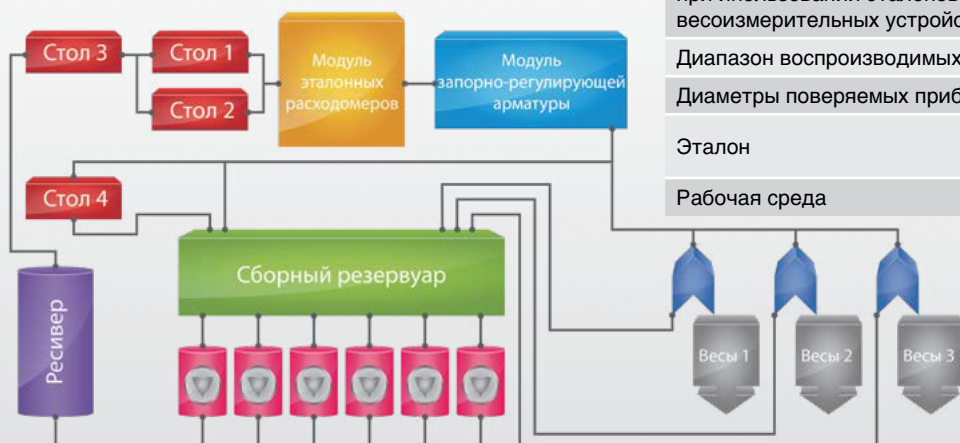 весоизмерительных устройс
Диапазон воспроизводимых
Диаметры поверяемых приб
Эталон
Рабочая среда
Стол 3
Стол 1
Стол 2
Модуль
эталонных
расходомеров
Модуль
запорно-регулирующей
арматуры
Стол 4
Сборный резервуар
Ресивер
Весы 1
Весы 2
Весы 3